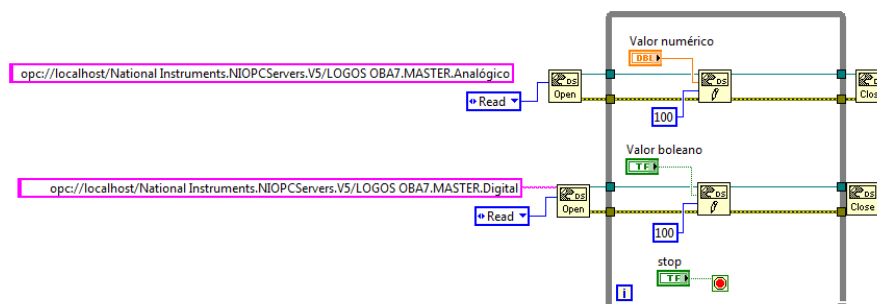 Valor numérico
DBL
opc://localhost/National Instruments.NIOPCServers.V5/LOGOS OBA7.MASTER.Analógico
DS
Open
DS
DS
Clos
Read
100
Valor boleano
TF
opc://localhost/National Instruments.NIOPCServers.V5/LOGOS OBA7.MASTER.Digital
DS
Open
DS
DS
Close
Read
100
stop
TF
i